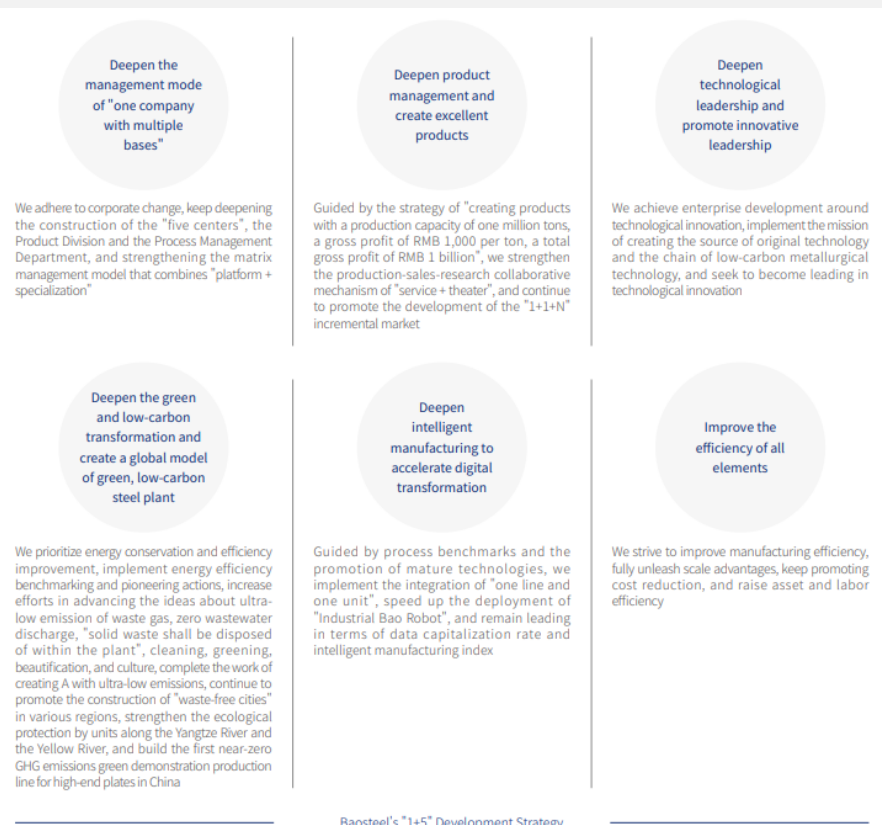 Deepen the
management mode
of "one company
with multiple
bases"
We adhere to corporate change, keep deepening
the construction of the "five centers", the
Product Division and the Process Management
Department, and strengthening the matrix
management model that combines "platform +
specialization"
Deepen product
management and
create excellent
products
Guided by the strategy of "creating products
with a production capacity of one million tons,
a gross profit of RMB 1,000 per ton, a total
gross profit of RMB 1 billion", we strengthen
the production-sales-research collaborative
mechanism of "service + theater", and continue
to promote the development of the "1+1+N"
incremental market
Deepen
technological
leadership and
promote innovative
leadership
We achieve enterprise development around
technological innovation, implement the mission
of creating the source of original technology
and the chain of low-carbon metallurgical
technology, and seek to become leading in
technological innovation
Deepen the green
and low-carbon
transformation and
create a global model
of green, low-carbon
steel plant
We prioritize energy conservation and efficiency
improvement, implement energy efficiency
benchmarking and pioneering actions, increase
efforts in advancing the ideas about ultra-
low emission of waste gas, zero wastewater
discharge, "solid waste shall be disposed
of within the plant", cleaning, greening,
beautification, and culture, complete the work of
creating A with ultra-low emissions, continue to
promote the construction of "waste-free cities"
in various regions, strengthen the ecological
protection by units along the Yangtze River and
the Yellow River, and build the first near-zero
GHG emissions green demonstration production
line for high-end plates in China
Deepen
intelligent
manufacturing to
accelerate digital
transformation
Guided by process benchmarks and the
promotion of mature technologies, we
implement the integration of "one line and
one unit", speed up the deployment of
"Industrial Bao Robot", and remain leading
in terms of data capitalization rate and
intelligent manufacturing index
Improve the
efficiency of all
elements
We strive to improve manufacturing efficiency,
fully unleash scale advantages, keep promoting
cost reduction, and raise asset and labor
efficiency
Baosteel's "1+5" Development Strategy